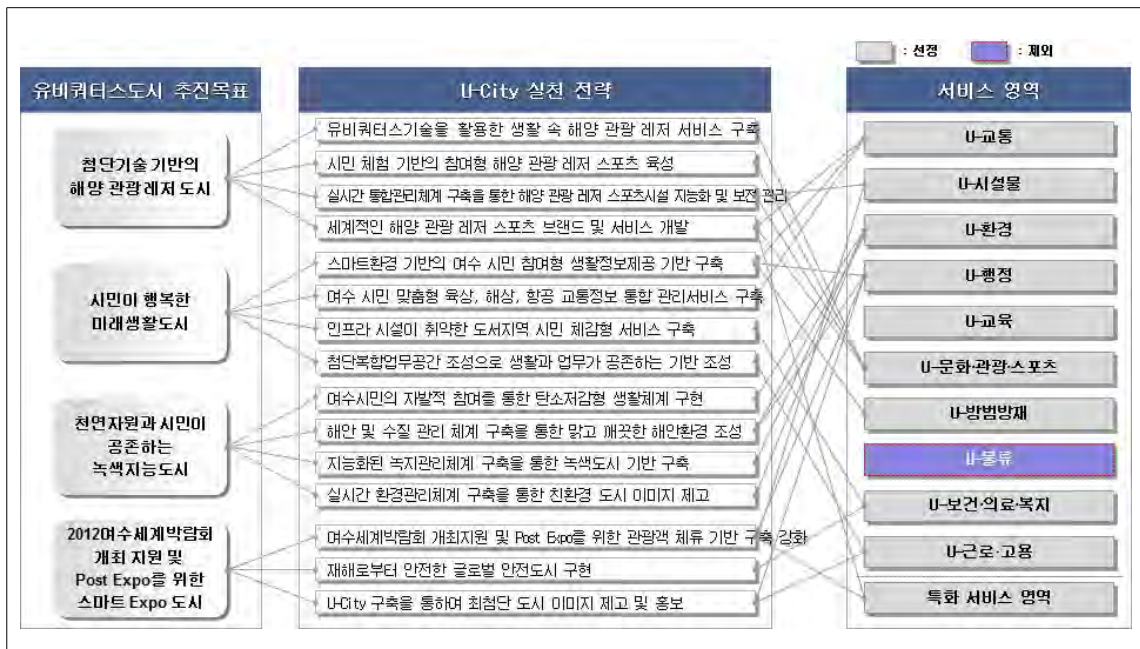 : 선정
: 제외
유비쿼터스도시 추진목표
U-City 실천 전략
서비스 영역
첨단기술 기반의
해양 관광 레저 도시
시민이 행복한
미래생활도시
천연자원과 시민이
공존하는
녹색지능도시
2012여수세계박람회
개최 지원 및
Post Expo을 위한
스마트 Expo 도시
유비쿼터스기술을 활용한 생활 속 해양 관광 레저 서비스 구축
시민 체험 기반의 참여형 해양 관광 레저 스포츠 육성
실시간 통합관리체계 구축을 통한 해양 관광 레저 스포츠시설 지능화 및 보전 관리
세계적인 해양 관광 레저 스포츠 브랜드 및 서비스 개발
스마트환경 기반의 여수 시민 참여형 생활정보제공 기반 구축
여수 시민 맞춤형 육상, 해상, 항공 교통정보 통합 관리서비스 구축
인프라 시설이 취약한 도서지역 시민 체감형 서비스 구축
첨단복합업무공간 조성으로 생활과 업무가 공존하는 기반 조성
여수시민의 자발적 참여를 통한 탄소저감형 생활체계 구현
해안 및 수질 관리 체계 구축을 통한 맑고 깨끗한 해안환경 조성
지능화된 녹지관리체계 구축을 통한 녹색도시 기반 구축
실시간 환경관리체계 구축을 통한 친환경 도시 이미지 제고
여수세계박람회 개최지원 및 Post Expo을 위한 관광객 체류 기반 구축 강화
재해로부터 안전한 글로벌 안전도시 구현
U-City 구축을 통하여 최첨단 도시 이미지 제고 및 홍보
U-교통
U-시설물
U-환경
U-행정
U-교육
U-문화·관광·스포츠
U-방범방재
U-물류
U-보건·의료·복지
U-근로·고용
특화 서비스 영역